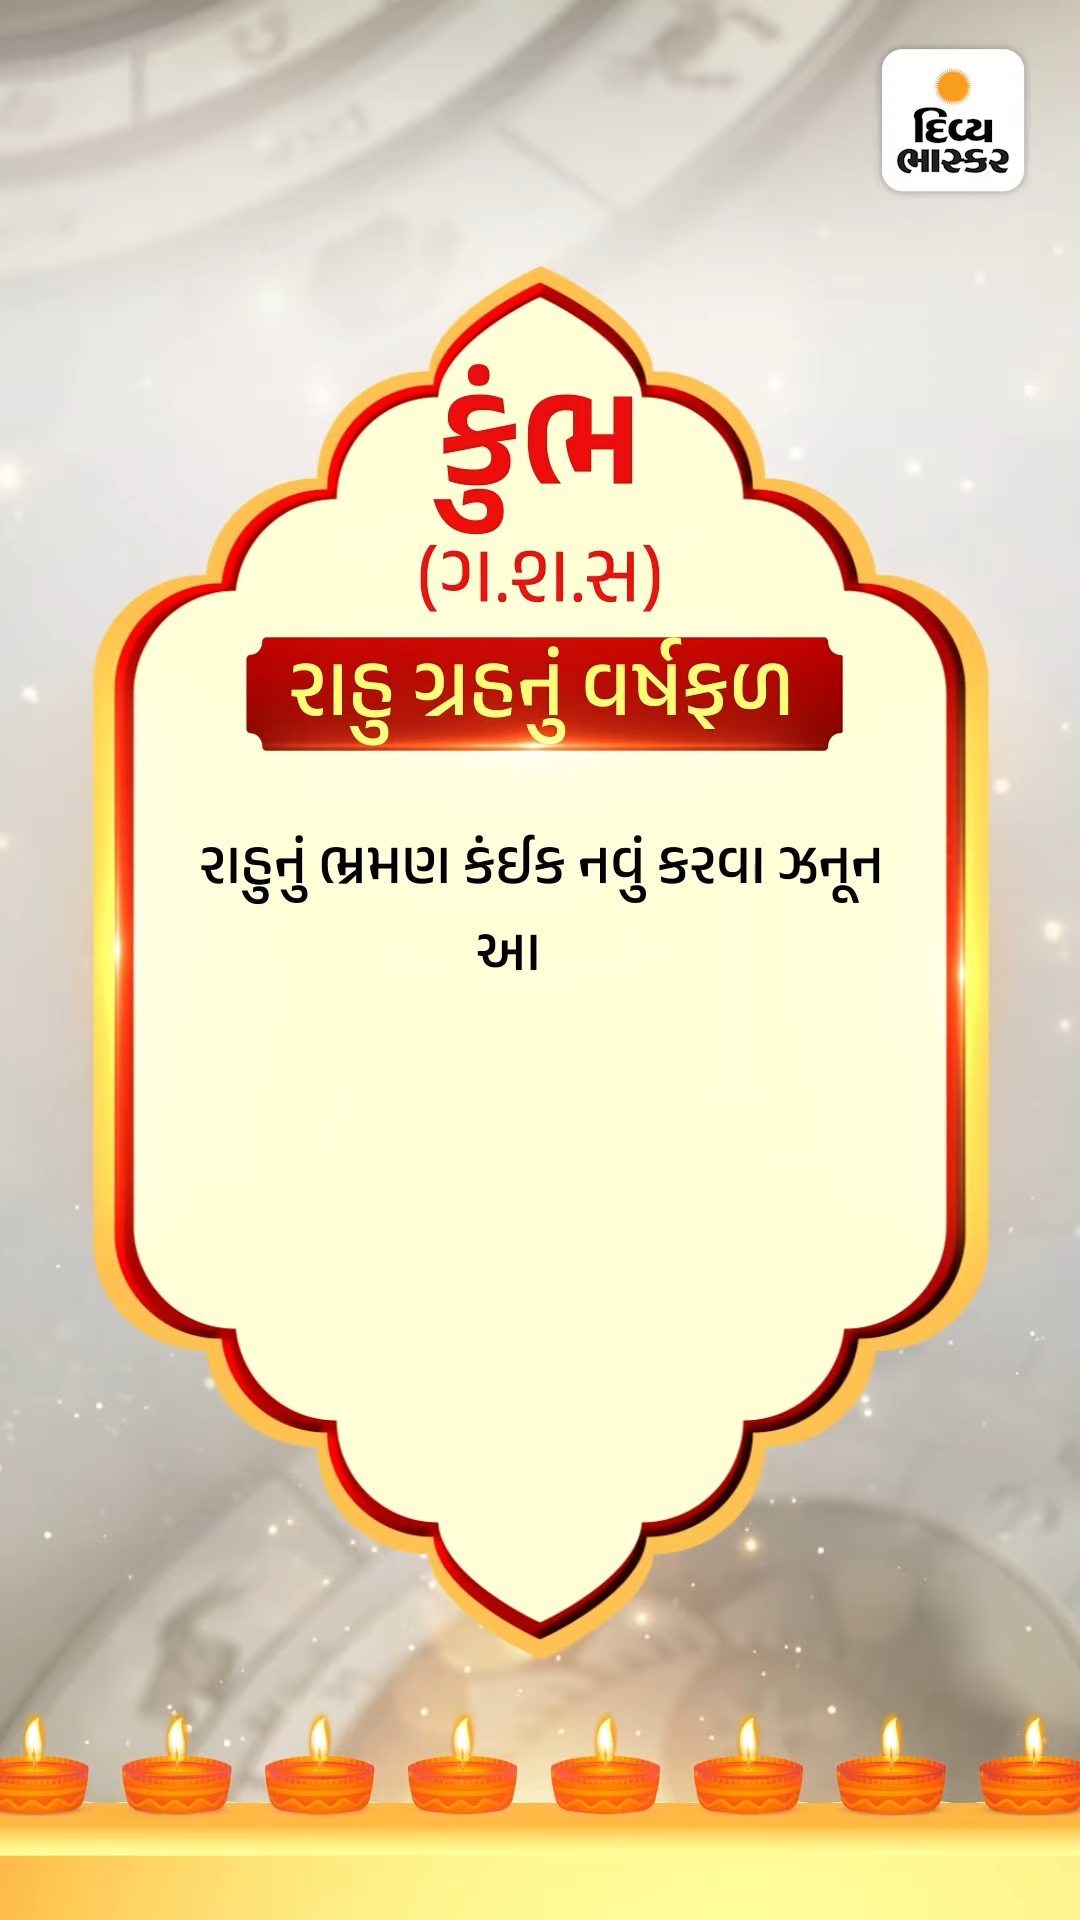 દિવ્ય
ભાસ્કર
કુંભ
(ગ.શ.સ)
રાહુ ગ્રહનું વર્ષફળ
રાહુનું ભ્રમણ કંઈક નવું કરવા ઝનૂન
આ